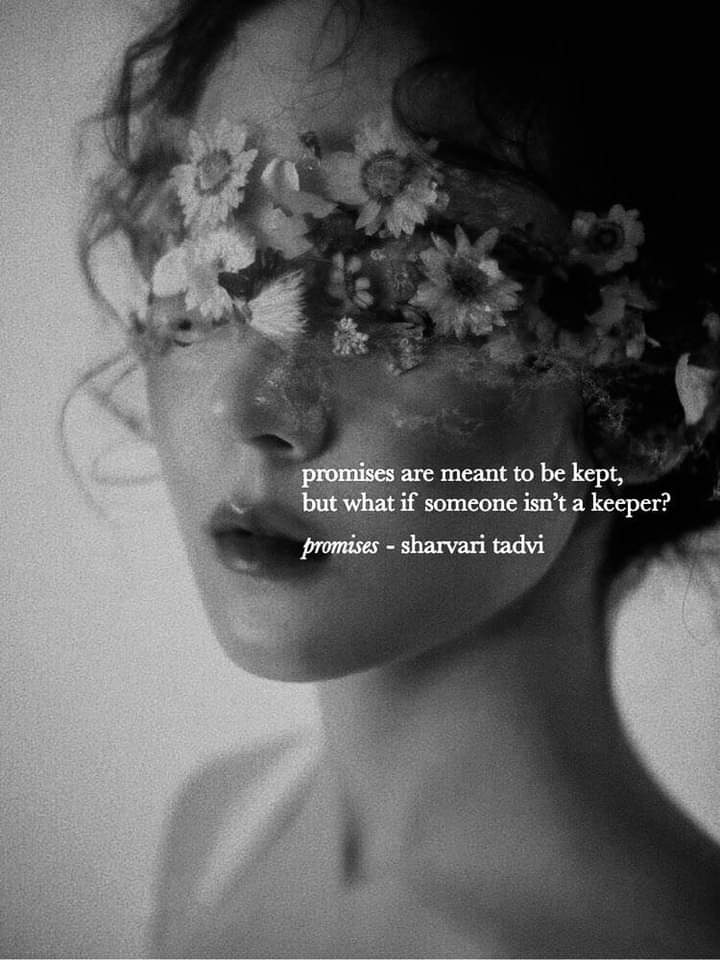 promises are meant to be kept,
but what if someone isn't a keeper?
promises - sharvari tadvi